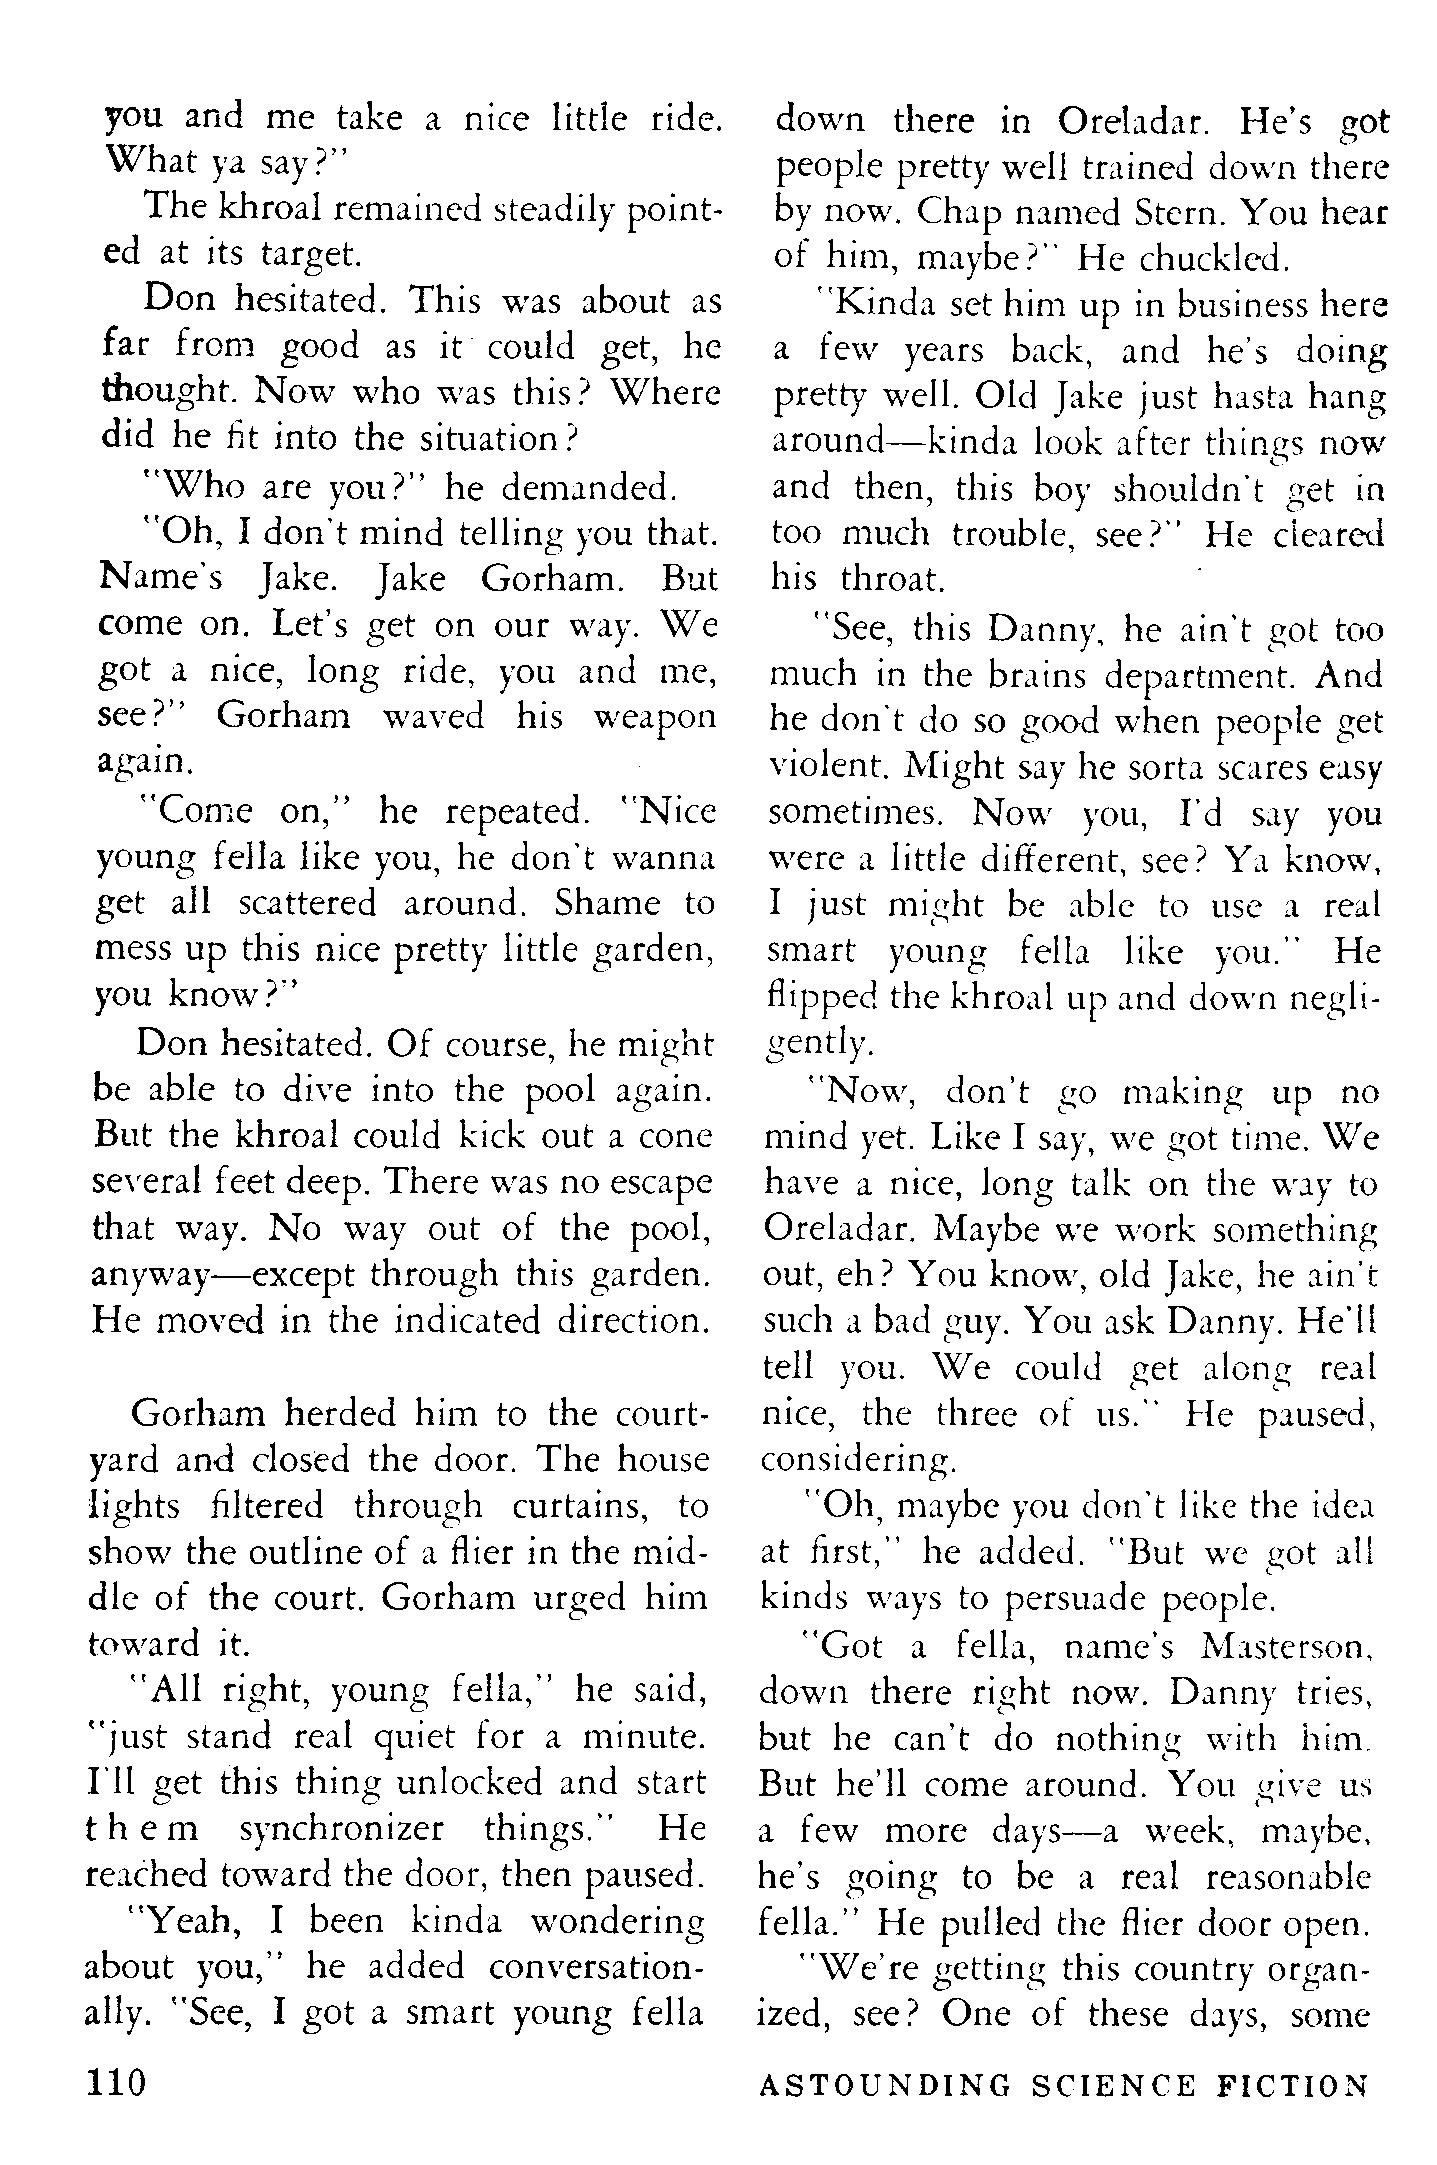 you and me take a nice little ride.
What ya say?"
The khroal remained steadily point-
ed at its target.
Don hesitated. This was about as
far from good as it could get, he
thought. Now who was this? Where
did he fit into the situation?
"Who are you?" he demanded.
"Oh, I don't mind telling you that.
Name's Jake. Jake Gorham. But
come on. Let's get on our way. We
got a nice, long ride, you and me,
see?" Gorham waved his weapon
again.
"Come on," he repeated. "Nice
young fella like you, he don't wanna
get all scattered around. Shame to
mess up this nice pretty little garden,
you know?"
Don hesitated. Of course, he might
be able to dive into the pool again.
But the khroal could kick out a cone
several feet deep. There was no escape
that way. No way out of the pool,
anyway—except through this garden.
He moved in the indicated direction.
Gorham herded him to the court-
yard and closed the door. The house
lights filtered through curtains, to
show the outline of a flier in the mid-
dle of the court. Gorham urged him
toward it.
"All right, young fella," he said,
"just stand real quiet for a minute.
I'll get this thing unlocked and start
them synchronizer things." He
reached toward the door, then paused.
"Yeah, I been kinda wondering
about you," he added conversation-
ally. "See, I got a smart young fella
down there in Oreladar. He's got
people pretty well trained down there
by now. Chap named Stern. You hear
of him, maybe?" He chuckled.
"Kinda set him up in business here
a few years back, and he's doing
pretty well. Old Jake just hasta hang
around—kinda look after things now
and then, this boy shouldn't get in
too much trouble, see?" He cleared
his throat.
"See, this Danny, he ain't got too
much in the brains department. And
he don't do so good when people get
violent. Might say he sorta scares easy
sometimes. Now you, I'd say you
were a little different, see? Ya know,
I just might be able to use a real
smart young fella like you." He
flipped the khroal up and down negli-
gently.
"Now, don't go making up no
mind yet. Like I say, we got time. We
have a nice, long talk on the way to
Oreladar. Maybe we work something
out, eh? You know, old Jake, he ain't
such a bad guy. You ask Danny. He'll
tell you. We could get along real
nice, the three of us." He paused,
considering.
"Oh, maybe you don't like the idea
at first," he added. "But we got all
kinds ways to persuade people.
"Got a fella, name's Masterson,
down there right now. Danny tries,
but he can't do nothing with him.
But he'll come around. You give us
a few more days—a week, maybe,
he's going to be a real reasonable
fella." He pulled the flier door open.
"We're getting this country organ-
ized, see? One of these days, some
110
ASTOUNDING SCIENCE FICTION